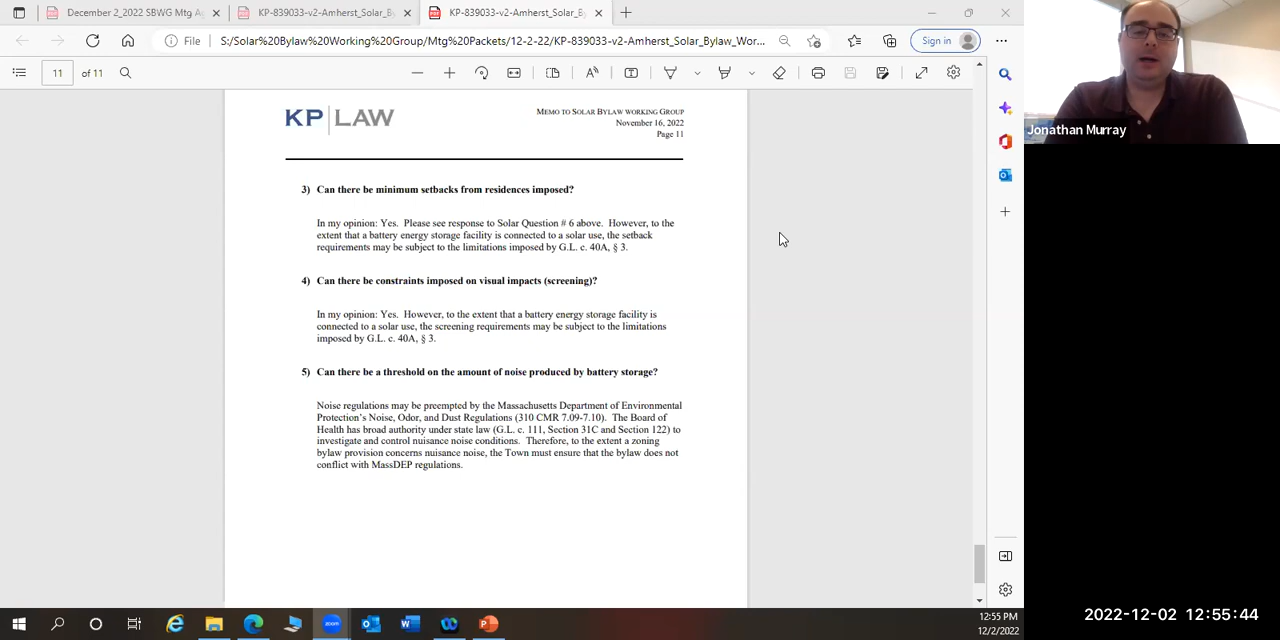 December 2_2022 SBWG Mtg Ag
KP-839033-v2-Amherst_Solar_By
KP-839033-v2-Amherst_Solar_By
File
S:/Solar%20Bylaw%20Working%20Group/Mtg%20Packets/12-2-22/KP-839033-v2-Amherst_Solar_Bylaw_Wor...
Sign in
11 of 11
KP LAW
MEMO TO SOLAR BYLAW WORKING GROUP
November 16, 2022
Page 11
3) Can there be minimum setbacks from residences imposed?
In my opinion: Yes. Please see response to Solar Question # 6 above. However, to the
extent that a battery energy storage facility is connected to a solar use, the setback
requirements may be subject to the limitations imposed by G.L. c. 40A, § 3.
4) Can there be constraints imposed on visual impacts (screening)?
In my opinion: Yes. However, to the extent that a battery energy storage facility is
connected to a solar use, the screening requirements may be subject to the limitations
imposed by G.L. c. 40A, § 3.
5) Can there be a threshold on the amount of noise produced by battery storage?
Noise regulations may be preempted by the Massachusetts Department of Environmental
Protection's Noise, Odor, and Dust Regulations (310 CMR 7.09-7.10). The Board of
Health has broad authority under state law (G.L. c. 111, Section 31C and Section 122) to
investigate and control nuisance noise conditions. Therefore, to the extent a zoning
bylaw provision concerns nuisance noise, the Town must ensure that the bylaw does not
conflict with MassDEP regulations.
Jonathan Murray
zoom
12:55 PM
12/2/2022
2022-12-02 12:55:44